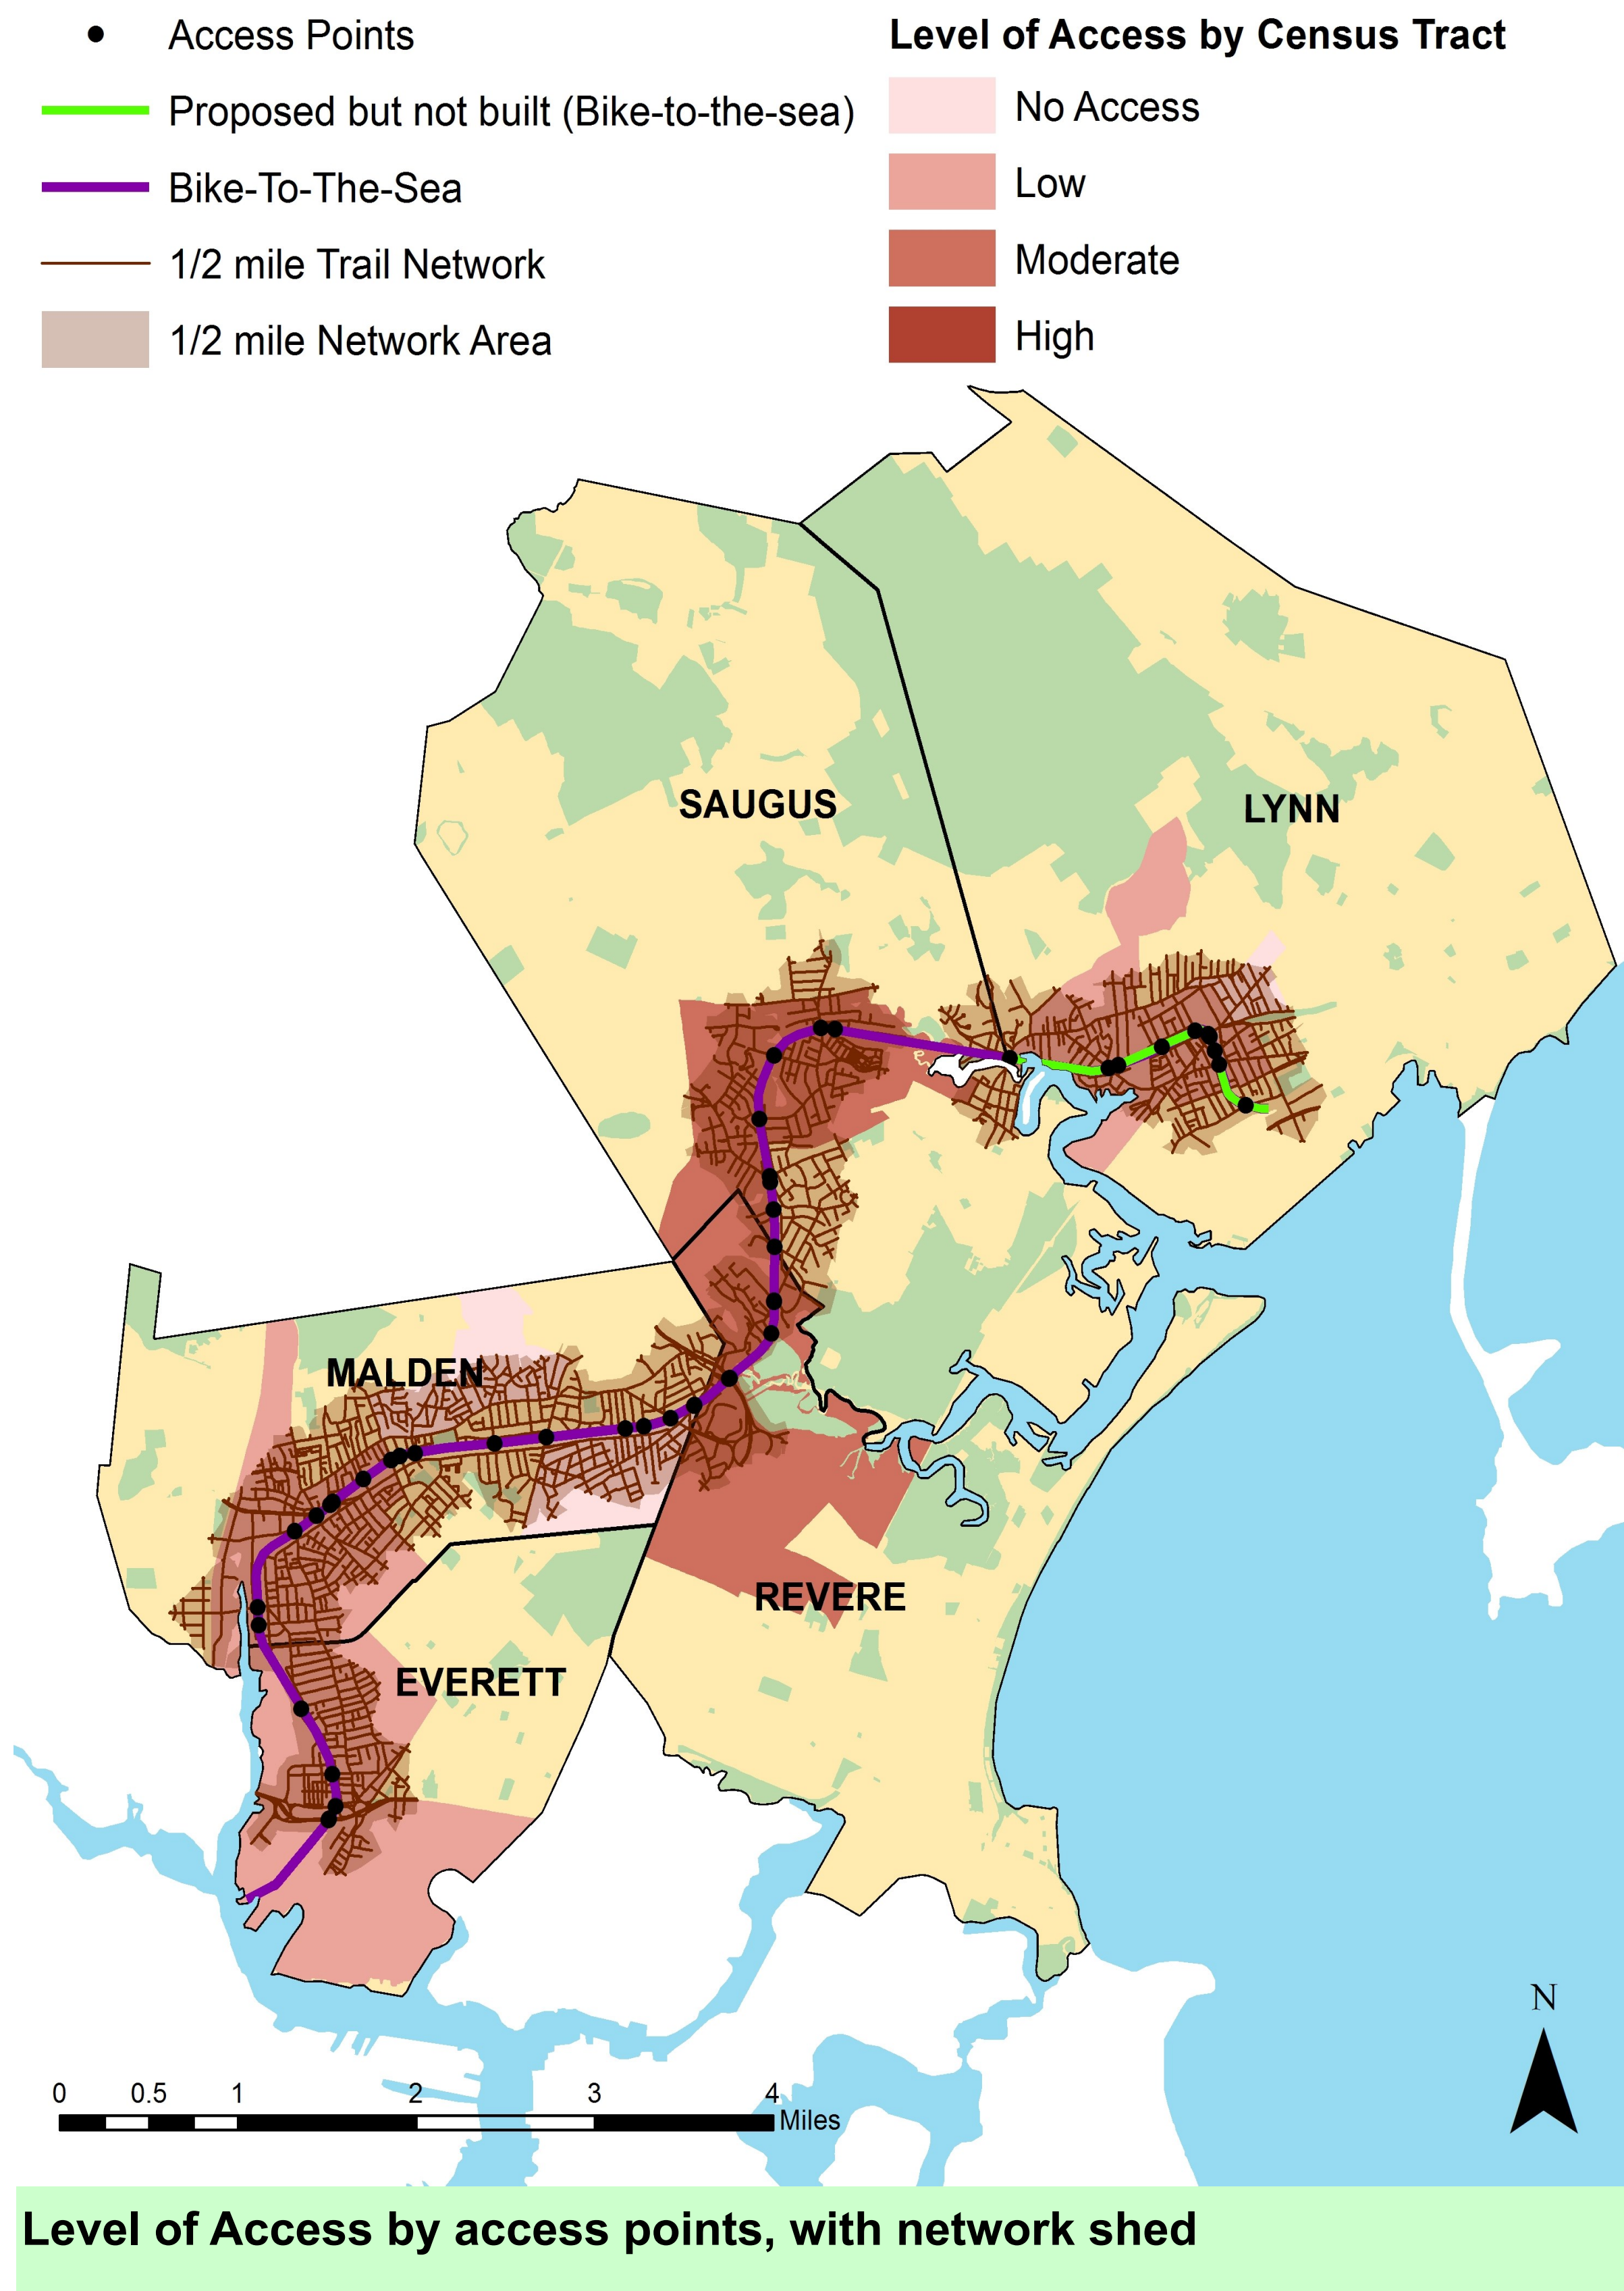 Access Points
Proposed but not built (Bike-to-the-sea)
Bike-To-The-Sea
1/2 mile Trail Network
1/2 mile Network Area
Level of Access by Census Tract
No Access
Low
Moderate
High
SAUGUS
LYNN
MALDEN
REVERE
EVERETT
N
0 0.5 1 2 3 4
Miles
Level of Access by access points, with network shed